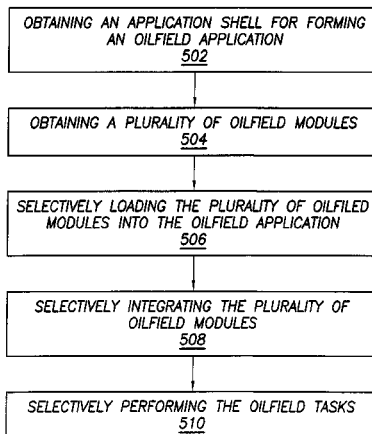 OBTAINING AN APPLICATION SHELL FOR FORMING
AN OILFIELD APPLICATION
502
OBTAINING A PLURALITY OF OILFIELD MODULES
504
SELECTIVELY LOADING THE PLURALITY OF OILFILED
MODULES INTO THE OILFIELD APPLICATION
506
SELECTIVELY INTEGRATING THE PLURALITY OF
OILFIELD MODULES
508
SELECTIVELY PERFORMING THE OILFIELD TASKS
510